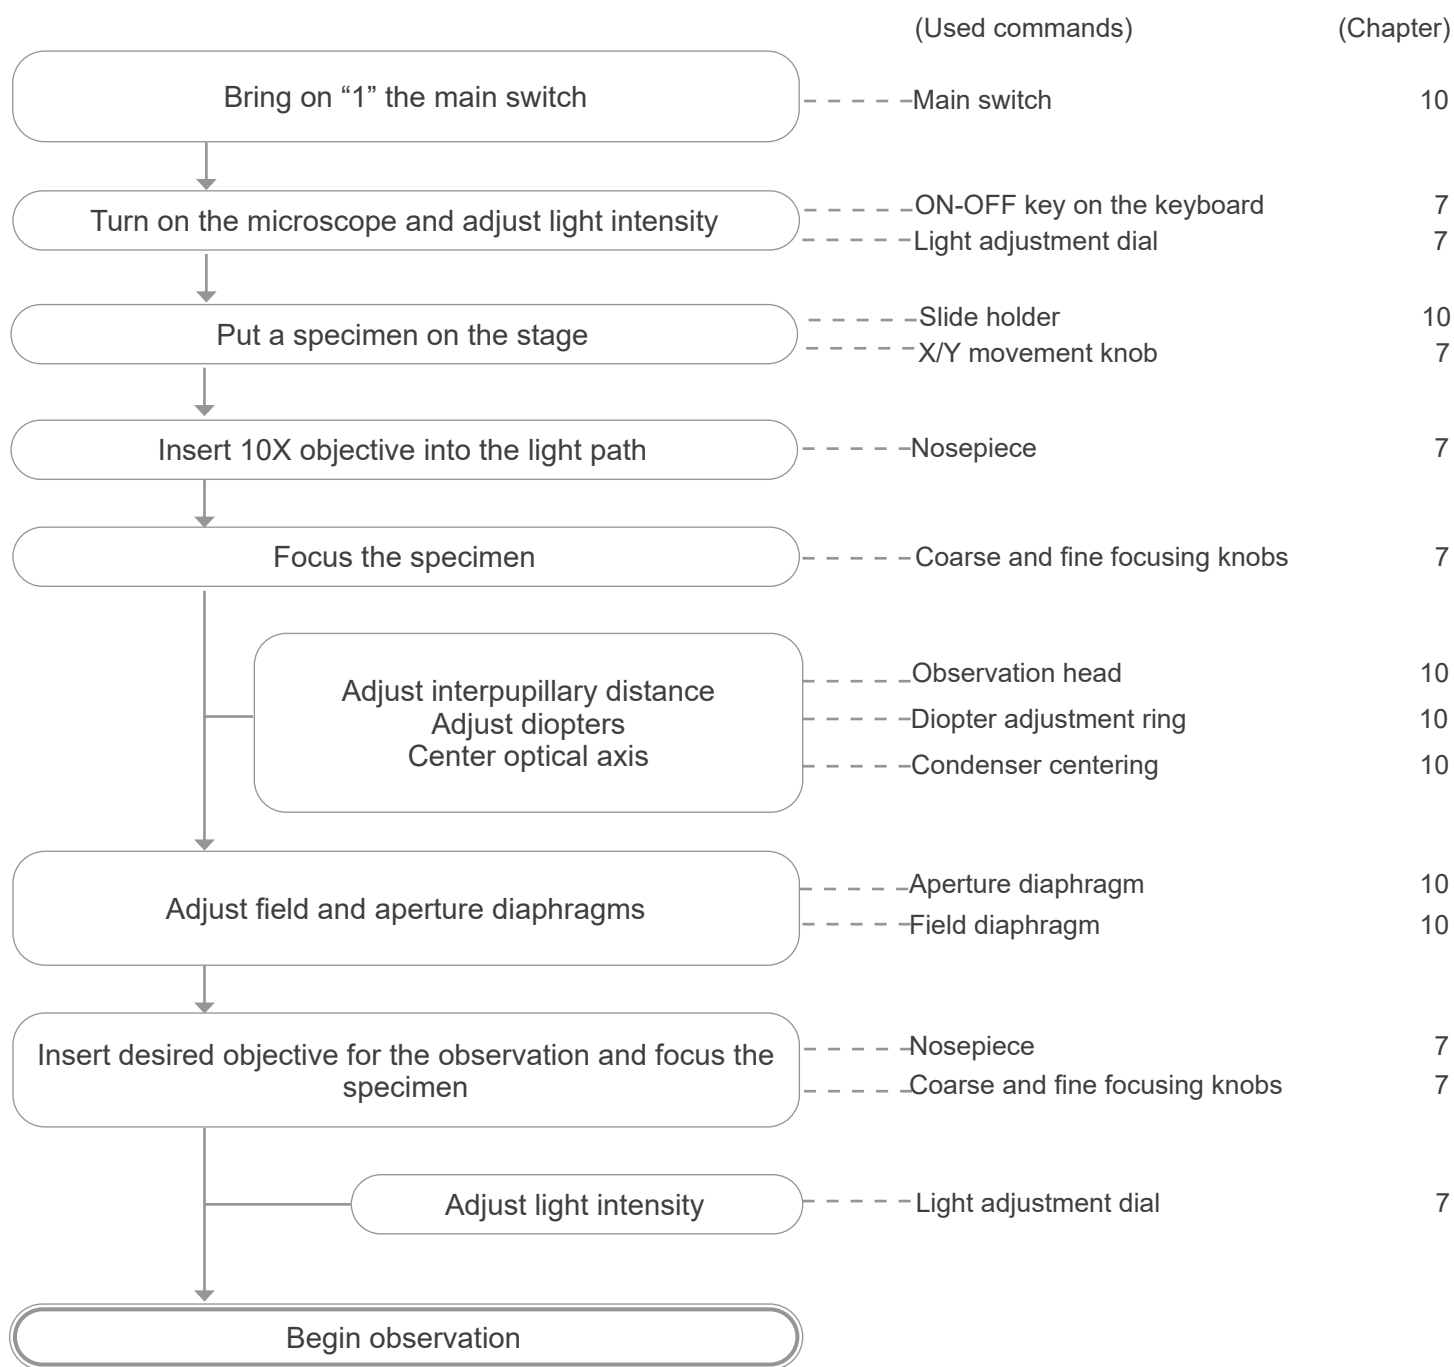 (Used commands) (Chapter)
Bring on “1” the main switch Main switch 10
Turn on the microscope and adjust light intensity ON-OFF key on the keyboard 7
Light adjustment dial 7
Put a specimen on the stage Slide holder 10
X/Y movement knob 7
Insert 10X objective into the light path Nosepiece 7
Focus the specimen Coarse and fine focusing knobs 7
Adjust interpupillary distance Observation head 10
Adjust diopters Diopter adjustment ring 10
Center optical axis Condenser centering 10
Adjust field and aperture diaphragms Aperture diaphragm 10
Field diaphragm 10
Insert desired objective for the observation and focus the Nosepiece 7
specimen Coarse and fine focusing knobs 7
Adjust light intensity Light adjustment dial 7
Begin observation